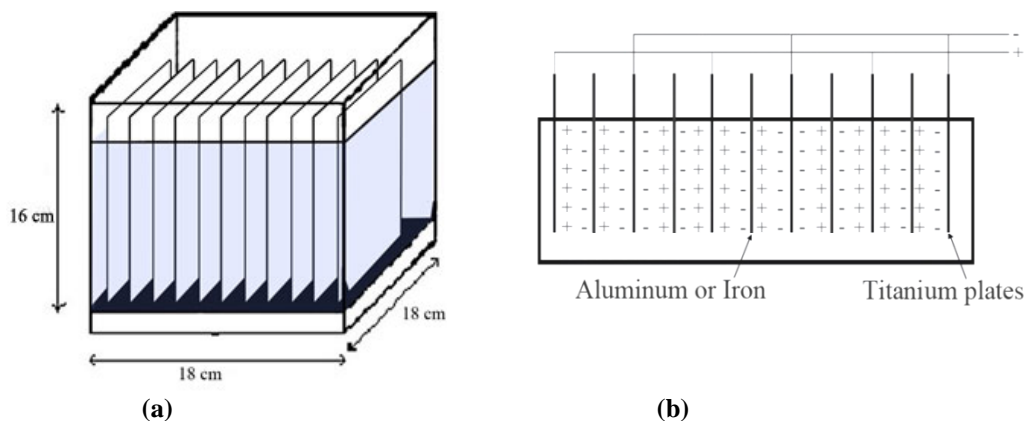 16 cm
18 cm
18 cm
(a)
-
+
+ - + - + - + - + - + - + - + - + - + -
+ - + - + - + - + - + - + - + - + - + -
+ - + - + - + - + - + - + - + - + - + -
+ - + - + - + - + - + - + - + - + - + -
+ - + - + - + - + - + - + - + - + - + -
+ - + - + - + - + - + - + - + - + - + -
Aluminum or Iron
Titanium plates
(b)